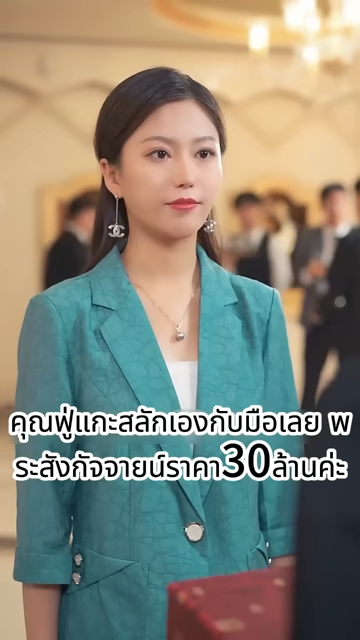 คุณฟู่แกะสลักเองกับมือเลย พ
ระสังกัจจายน์ราคา30ล้านค่ะ